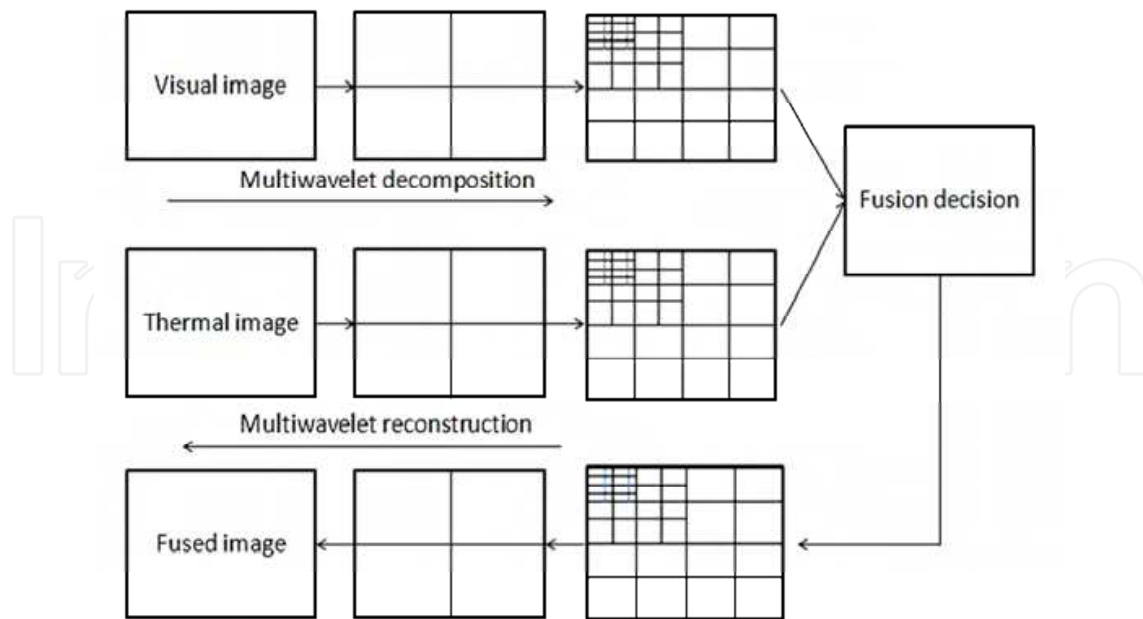 Visual image
Multiwavelet decomposition
Fusion decision
Thermal image
Multiwavelet reconstruction
Fused image